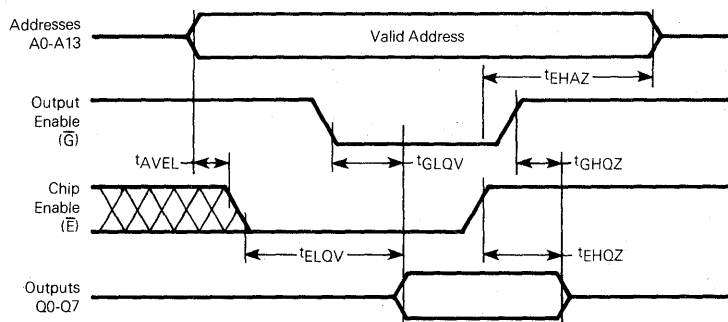 Addresses
A0-A13
Valid Address
tEHAZ
Output
Enable
(G̅)
tAVEL
tGLQV
tGHQZ
Chip
Enable
(E̅)
tELQV
tEHQZ
Outputs
Q0-Q7